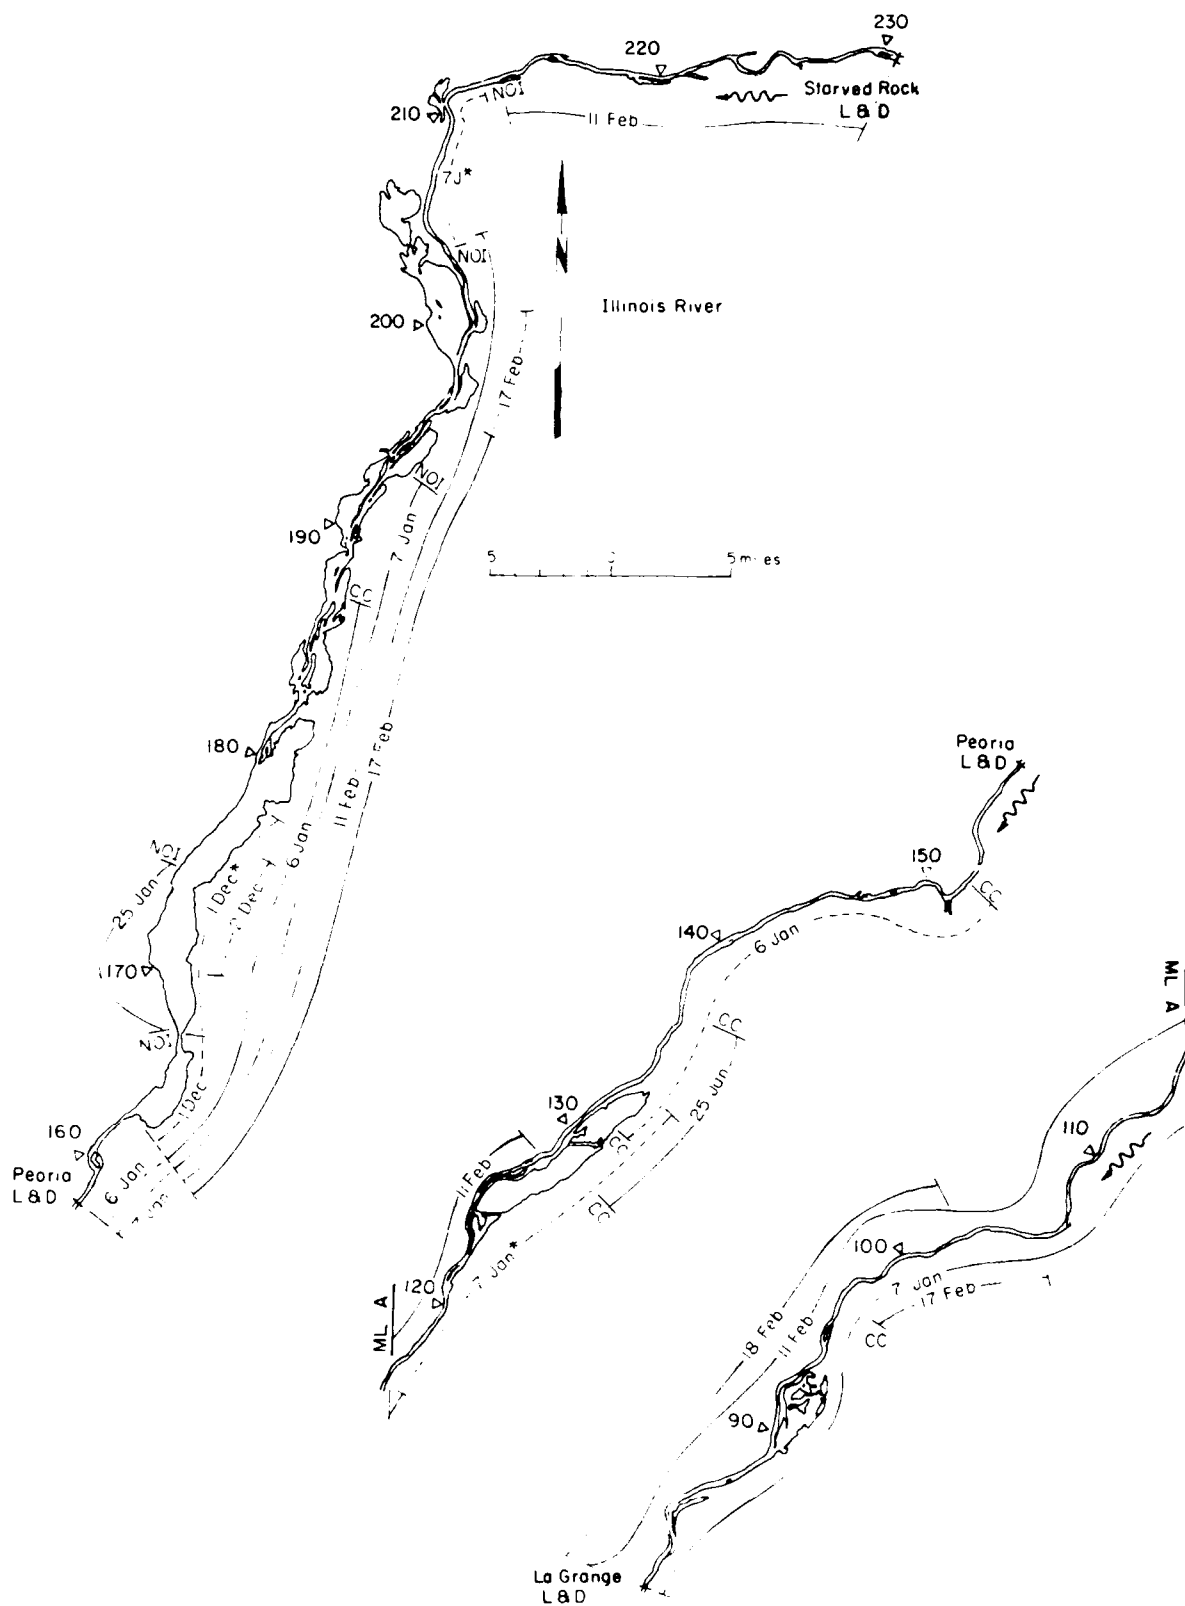 230
220
Starved Rock
L & D
NOI
210
11 Feb
7J*
NOI
Illinois River
200
17 Feb
NOI
190
7 Jan
5 0 5 miles
CC
180
17 Feb
11 Feb
6 Jan
NOI
1 Dec*
Dec
25 Jan
170
NOI
1 Dec
160
6 Jan
Peoria
L & D
Peoria
L & D
150
CC
140
6 Jan
CC
25 Jan
130
CC
11 Feb
7 Jan*
120
ML A
ML A
110
100
7 Jan
17 Feb
CC
18 Feb
11 Feb
90
La Grange
L & D